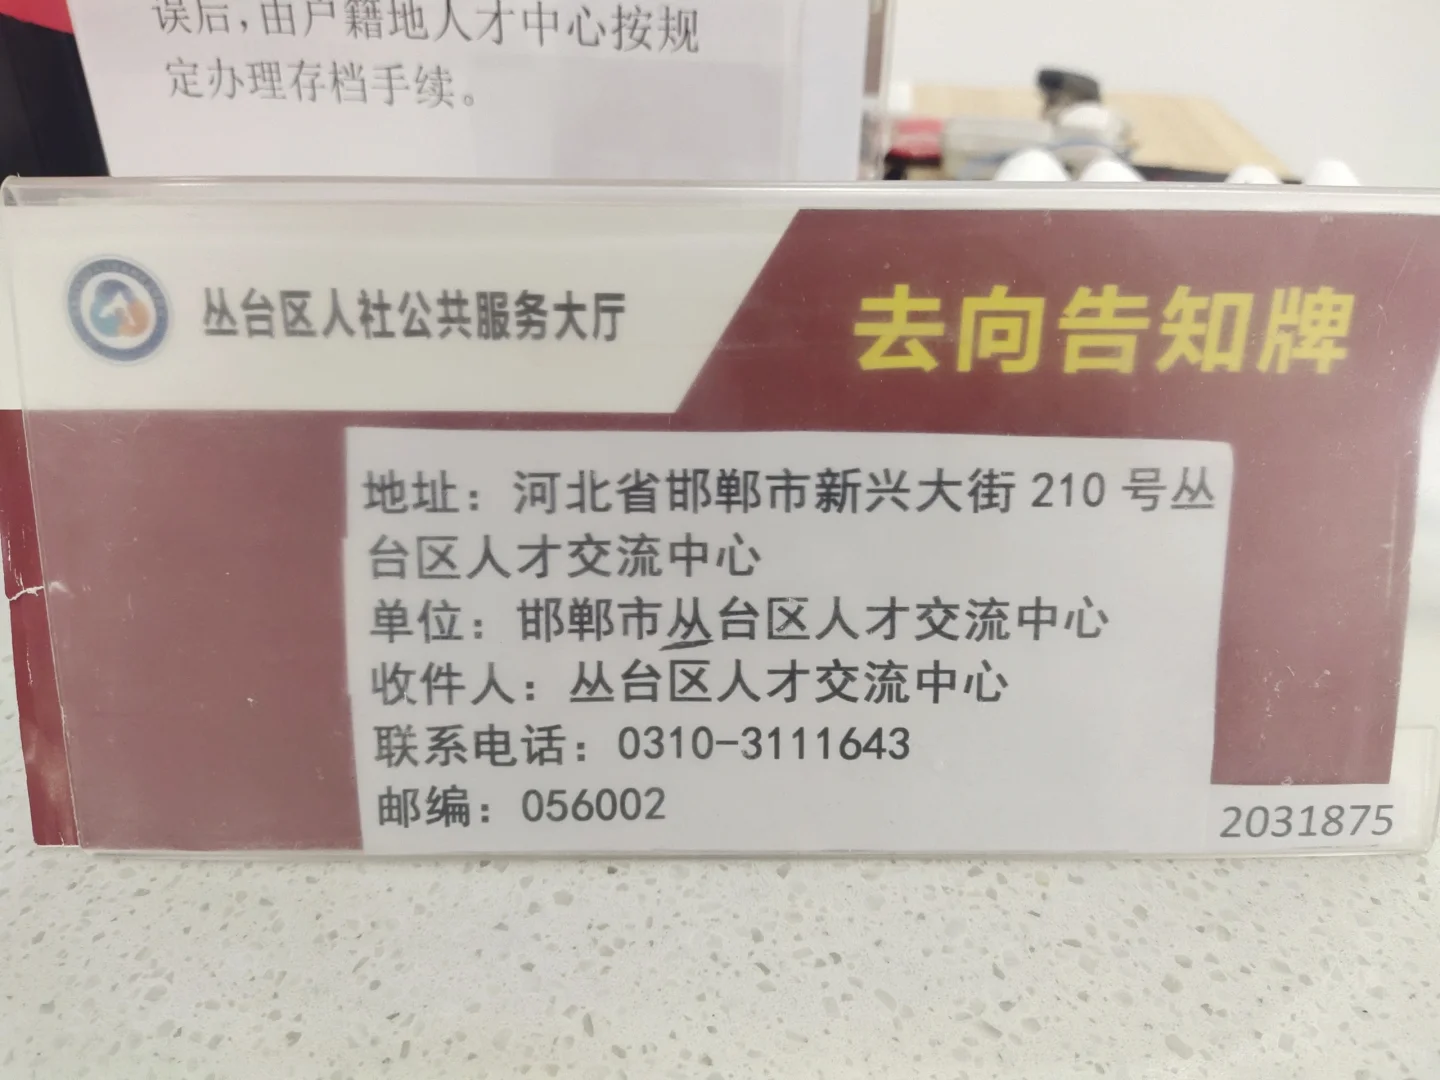 误后，由户籍地人才中心按规
定办理存档手续。
丛台区人社公共服务大厅
去向告知牌
地址：河北省邯郸市新兴大街 210 号丛
台区人才交流中心
单位：邯郸市丛台区人才交流中心
收件人：丛台区人才交流中心
联系电话：0310-3111643
邮编：056002
2031875